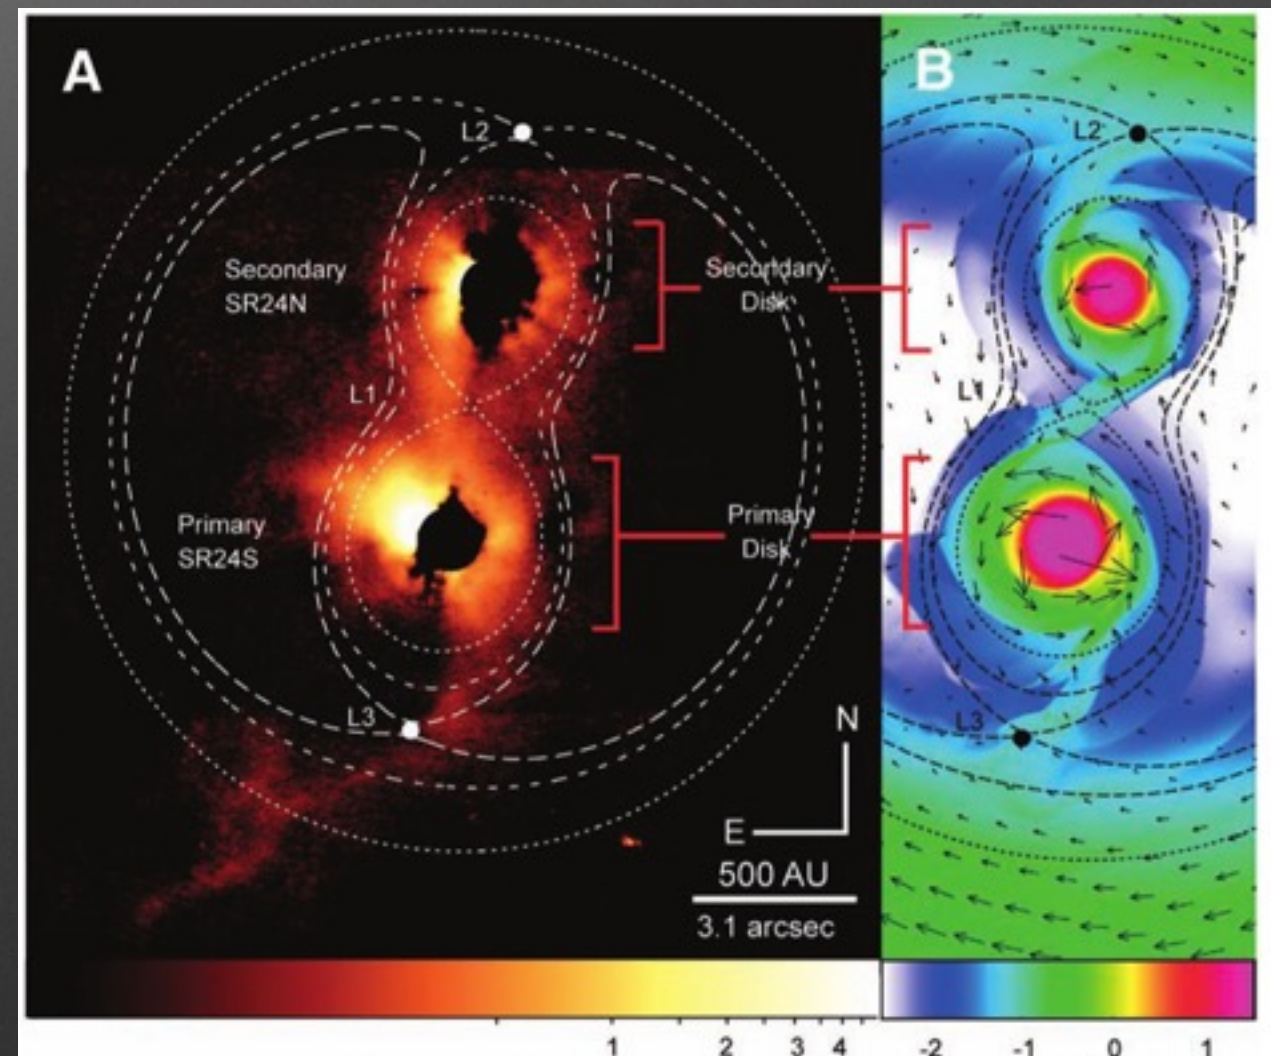 A
B
L2
L2
Secondary
SR24N
Secondary
Disk
L1
L1
Primary
SR24S
Primary
Disk
L3
L3
N
E
500 AU
3.1 arcsec
1 2 3 4
-2 -1 0 1